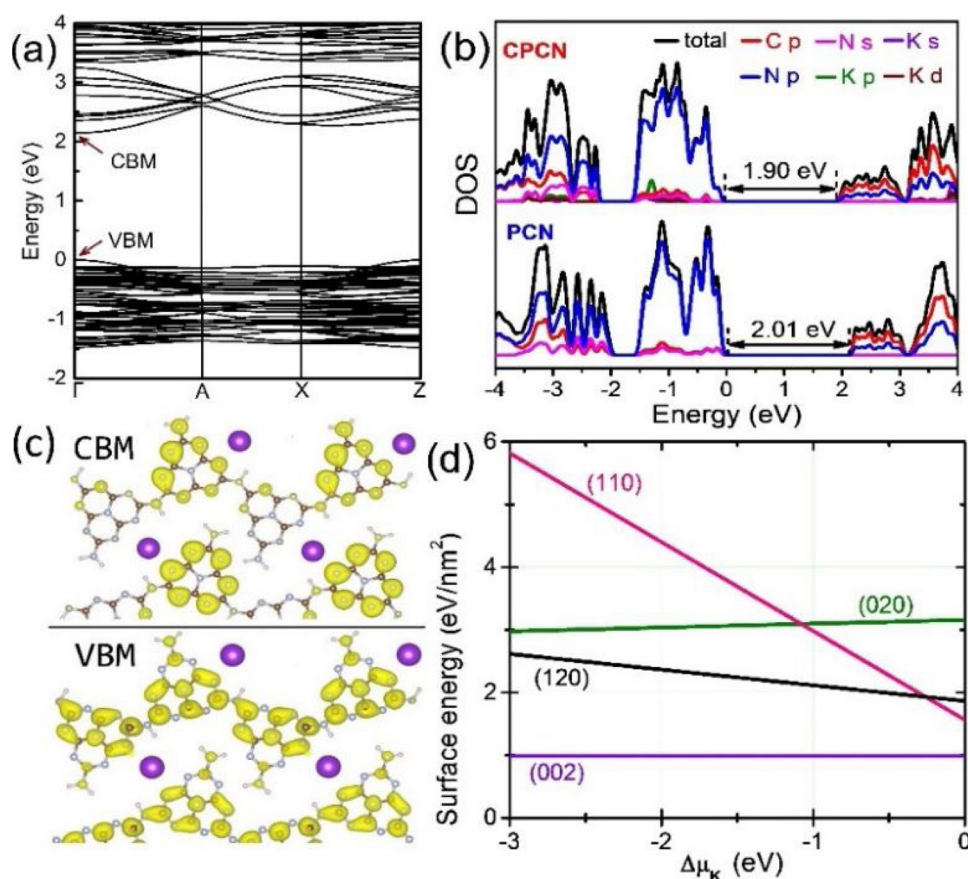 (a)
4
3
2
1
0
-1
-2
Energy (eV)
CBM
VBM
Γ A X Z
(b)
total C p N s K s
N p K p K d
CPCN
1.90 eV
PCN
2.01 eV
DOS
-4 -3 -2 -1 0 1 2 3 4
Energy (eV)
(c)
CBM
VBM
(d)
6
4
2
0
Surface energy (eV/nm²)
(110)
(020)
(120)
(002)
-3 -2 -1 0
Δμ_K (eV)